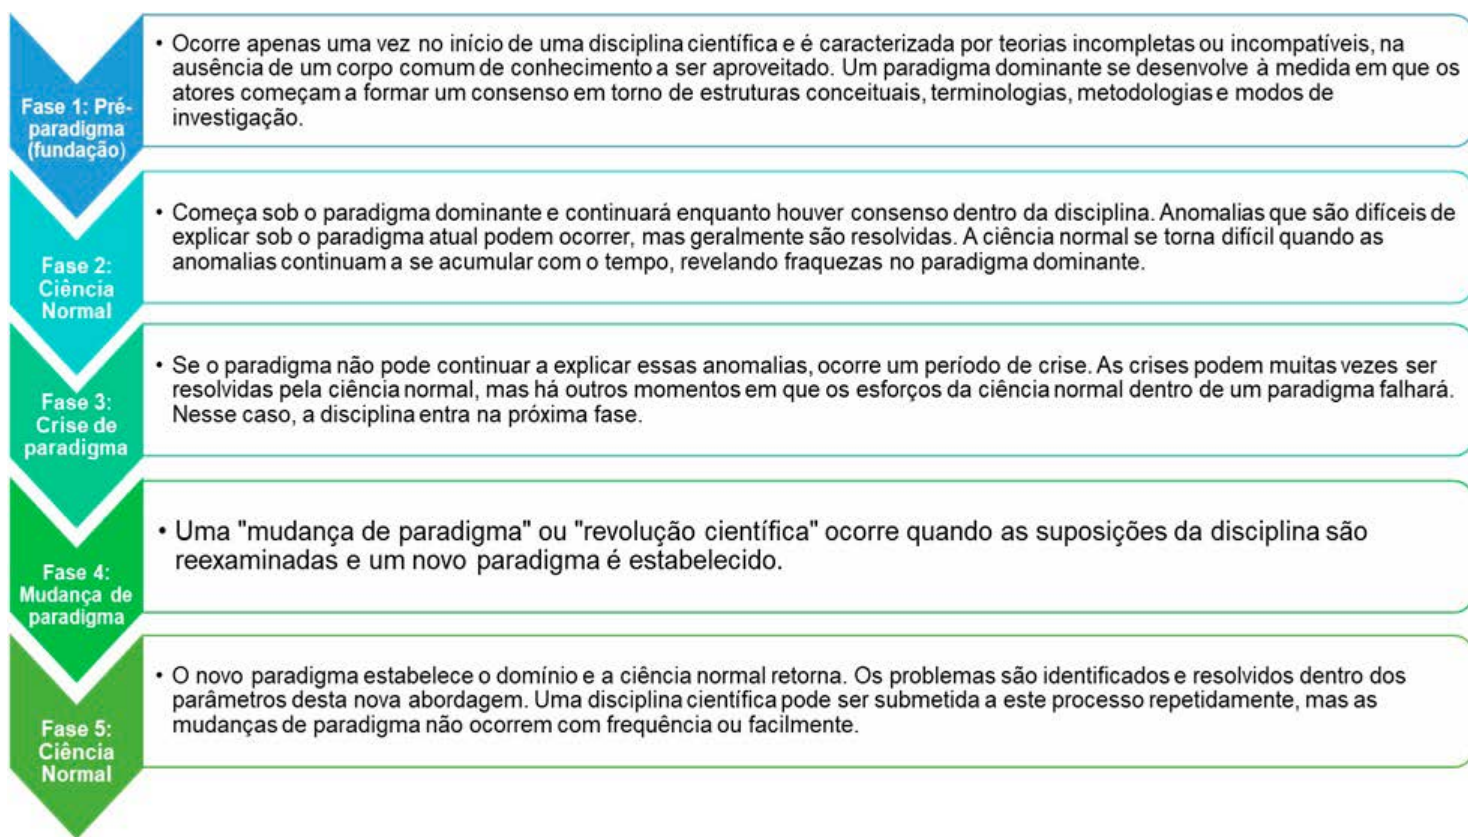 Fase 1: Pré-
paradigma
(fundação)
• Ocorre apenas uma vez no início de uma disciplina científica e é caracterizada por teorias incompletas ou incompatíveis, na
ausência de um corpo comum de conhecimento a ser aproveitado. Um paradigma dominante se desenvolve à medida em que os
atores começam a formar um consenso em torno de estruturas conceituais, terminologias, metodologias e modos de
investigação.
Fase 2:
Ciência
Normal
• Começa sob o paradigma dominante e continuará enquanto houver consenso dentro da disciplina. Anomalias que são difíceis de
explicar sob o paradigma atual podem ocorrer, mas geralmente são resolvidas. A ciência normal se torna difícil quando as
anomalias continuam a se acumular com o tempo, revelando fraquezas no paradigma dominante.
Fase 3:
Crise de
paradigma
• Se o paradigma não pode continuar a explicar essas anomalias, ocorre um período de crise. As crises podem muitas vezes ser
resolvidas pela ciência normal, mas há outros momentos em que os esforços da ciência normal dentro de um paradigma falhará.
Nesse caso, a disciplina entra na próxima fase.
Fase 4:
Mudança de
paradigma
• Uma "mudança de paradigma" ou "revolução científica" ocorre quando as suposições da disciplina são
reexaminadas e um novo paradigma é estabelecido.
Fase 5:
Ciência
Normal
• O novo paradigma estabelece o domínio e a ciência normal retorna. Os problemas são identificados e resolvidos dentro dos
parâmetros desta nova abordagem. Uma disciplina científica pode ser submetida a este processo repetidamente, mas as
mudanças de paradigma não ocorrem com frequência ou facilmente.